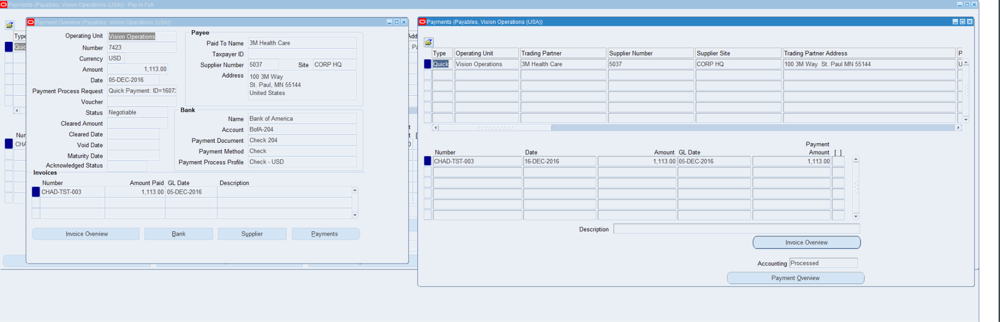 Payments (Payables, Vision Operations (USA)) - Pay in Full
Payment Overview (Payables, Vision Operations (USA))
Operating Unit Vision Operations
Number 7423
Currency USD
Amount 1,113.00
Date 05-DEC-2016
Payment Process Request Quick Payment: ID=1607
Voucher
Status Negotiable
Cleared Amount
Cleared Date
Void Date
Maturity Date
Acknowledged Status
Payee
Paid To Name 3M Health Care
Taxpayer ID
Supplier Number 5037 Site CORP HQ
Address 100 3M Way
St. Paul, MN 55144
United States
Bank
Name Bank of America
Account BofA-204
Payment Document Check 204
Payment Method Check
Payment Process Profile Check - USD
Invoices
Number Amount Paid GL Date Description
CHAD-TST-003 1,113.00 05-DEC-2016
Invoice Overview Bank Supplier Payments
Payments (Payables, Vision Operations (USA))
Type Operating Unit Trading Partner Supplier Number Supplier Site Trading Partner Address P
Quick Vision Operations 3M Health Care 5037 CORP HQ 100 3M Way St. Paul MN 55144 U
Number Date Amount GL Date Payment Amount [ ]
CHAD-TST-003 16-DEC-2016 1,113.00 05-DEC-2016 1,113.00
Description
Invoice Overview
Accounting Processed
Payment Overview